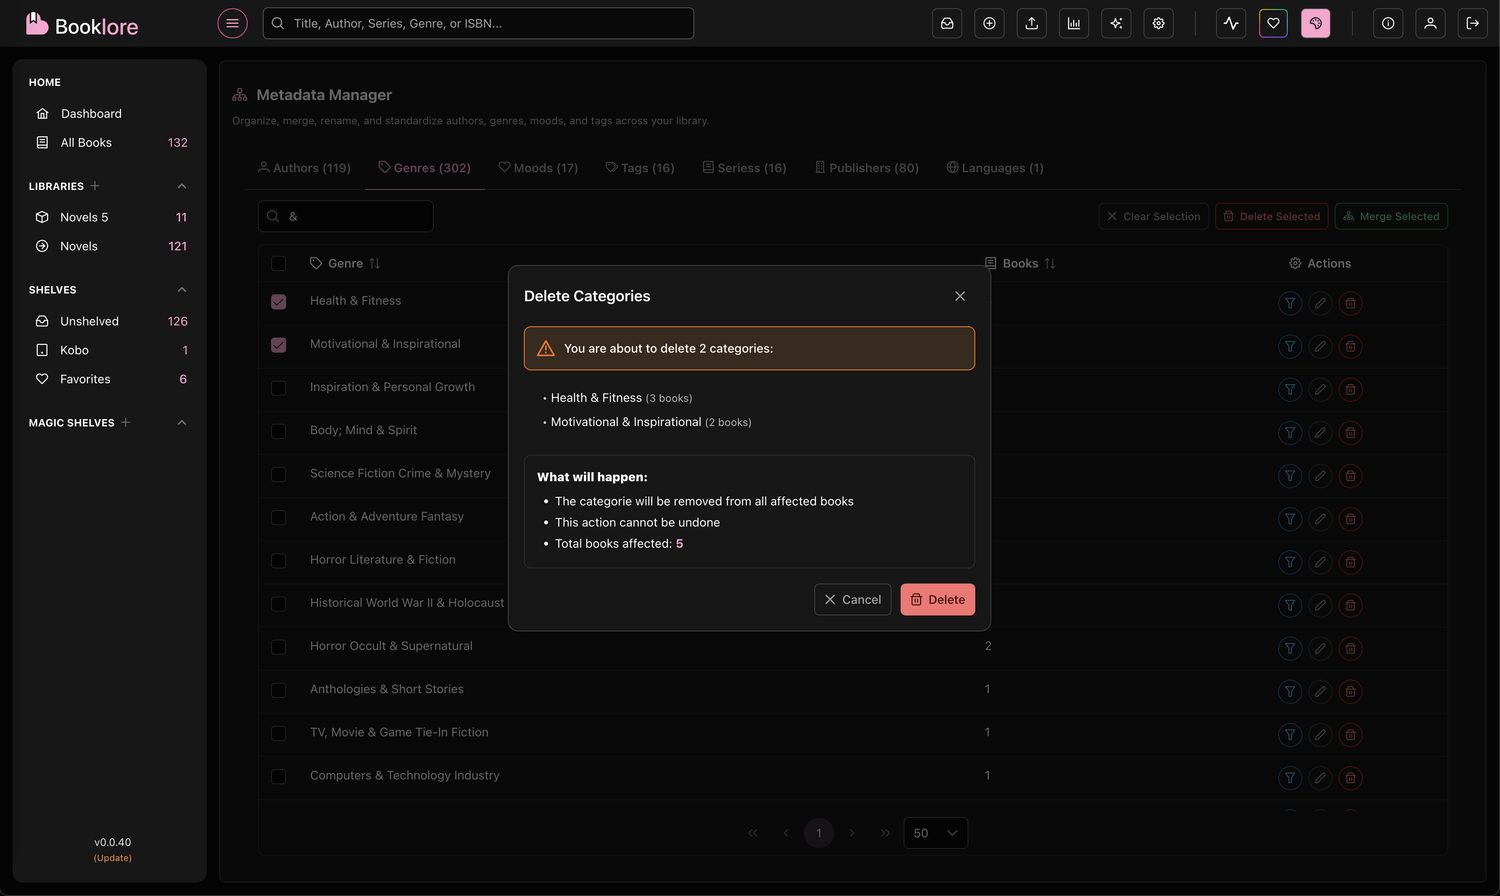 Booklore
Title, Author, Series, Genre, or ISBN...
HOME
Dashboard
All Books 132
LIBRARIES
Novels 5 11
Novels 121
SHELVES
Unshelved 126
Kobo 1
Favorites 6
MAGIC SHELVES
v0.0.40
(Update)
Metadata Manager
Organize, merge, rename, and standardize authors, genres, moods, and tags across your library.
Authors (119) Genres (302) Moods (17) Tags (16) Seriess (16) Publishers (80) Languages (1)
&
Clear Selection Delete Selected Merge Selected
Genre Books Actions
Health & Fitness
Motivational & Inspirational
Inspiration & Personal Growth
Body; Mind & Spirit
Science Fiction Crime & Mystery
Action & Adventure Fantasy
Horror Literature & Fiction
Historical World War II & Holocaust
Horror Occult & Supernatural 2
Anthologies & Short Stories 1
TV, Movie & Game Tie-In Fiction 1
Computers & Technology Industry 1
1 50
Delete Categories
You are about to delete 2 categories:
• Health & Fitness (3 books)
• Motivational & Inspirational (2 books)
What will happen:
• The categorie will be removed from all affected books
• This action cannot be undone
• Total books affected: 5
Cancel Delete